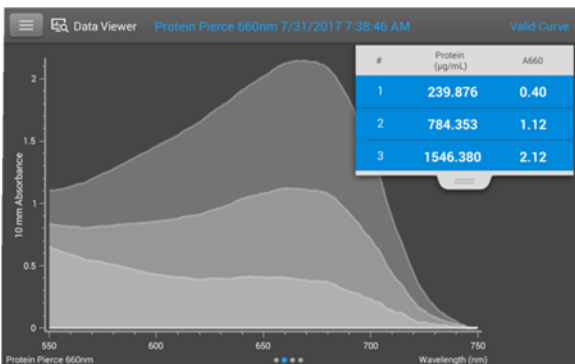 Data Viewer Protein Pierce 660nm 7/31/2017 7:38:46 AM Valid Curve
# Protein (µg/mL) A660
1 239.876 0.40
2 784.353 1.12
3 1546.380 2.12
10 mm Absorbance
2
1.5
1
0.5
0
550 600 650 700 750
Protein Pierce 660nm Wavelength (nm)